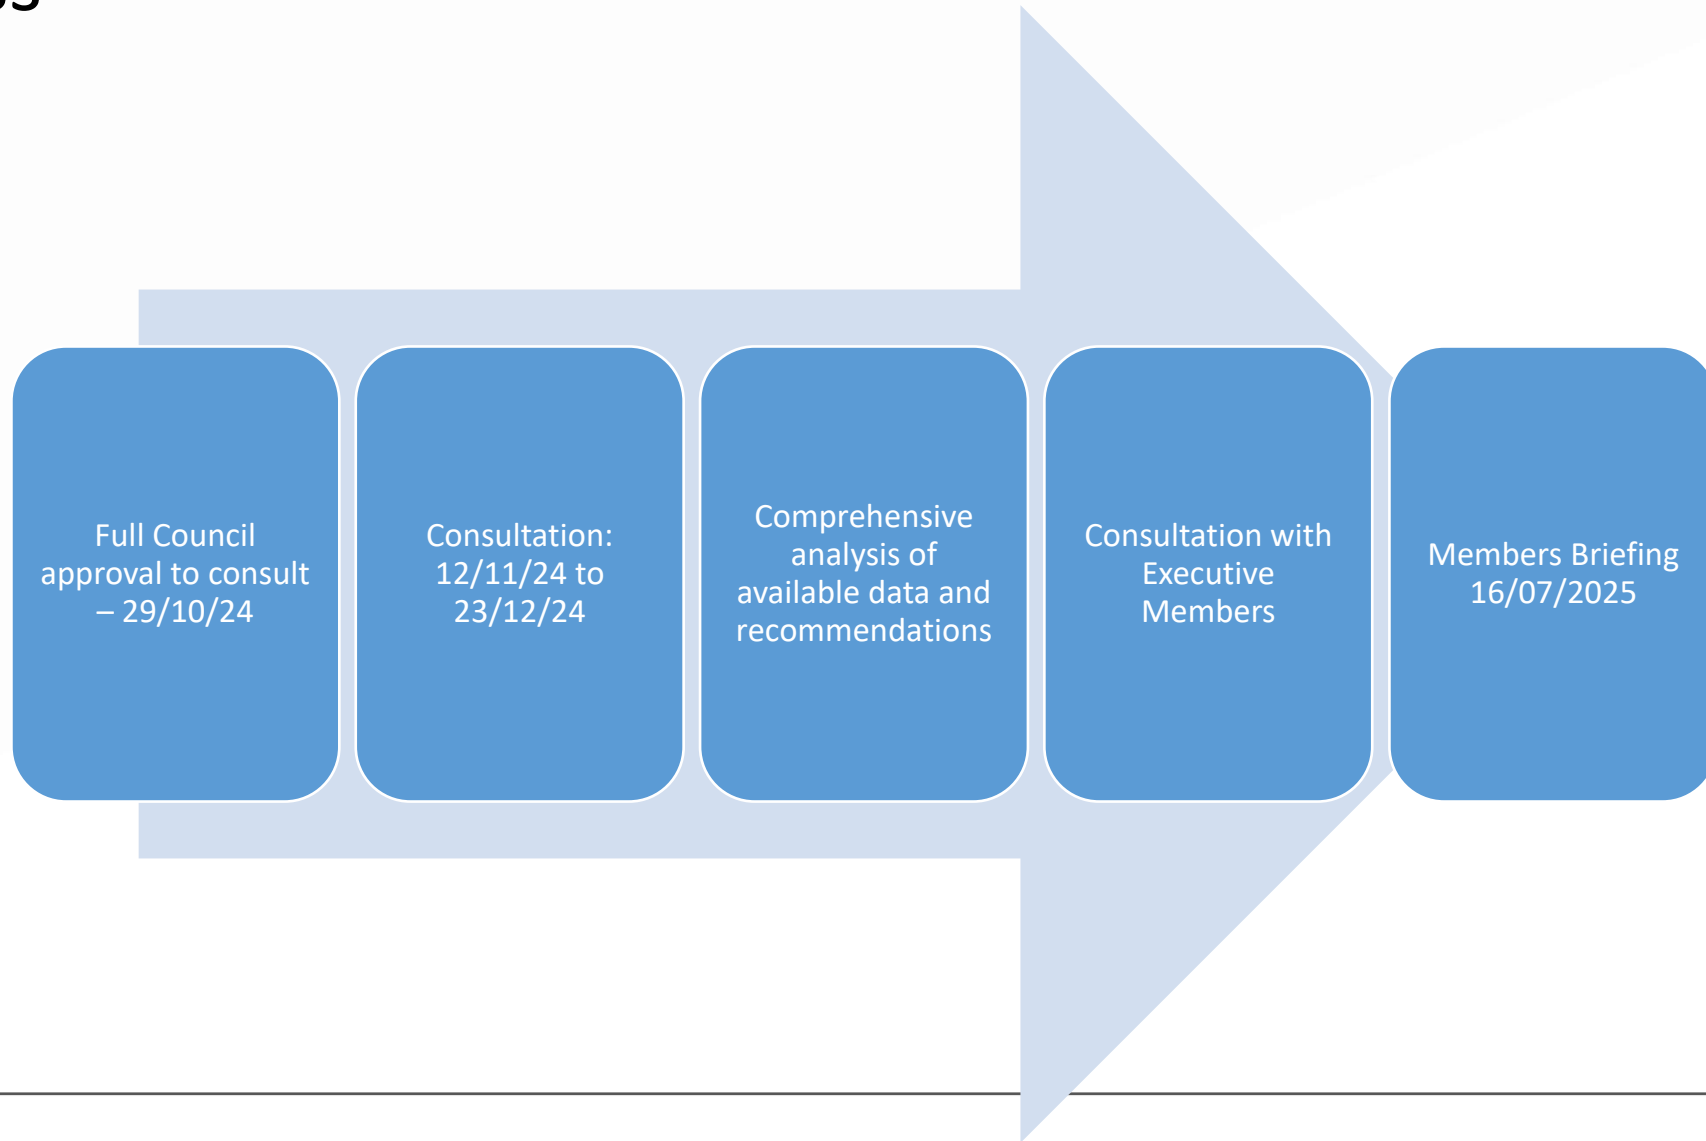 Full Council
approval to consult
– 29/10/24
Consultation:
12/11/24 to
23/12/24
Comprehensive
analysis of
available data and
recommendations
Consultation with
Executive
Members
Members Briefing
16/07/2025